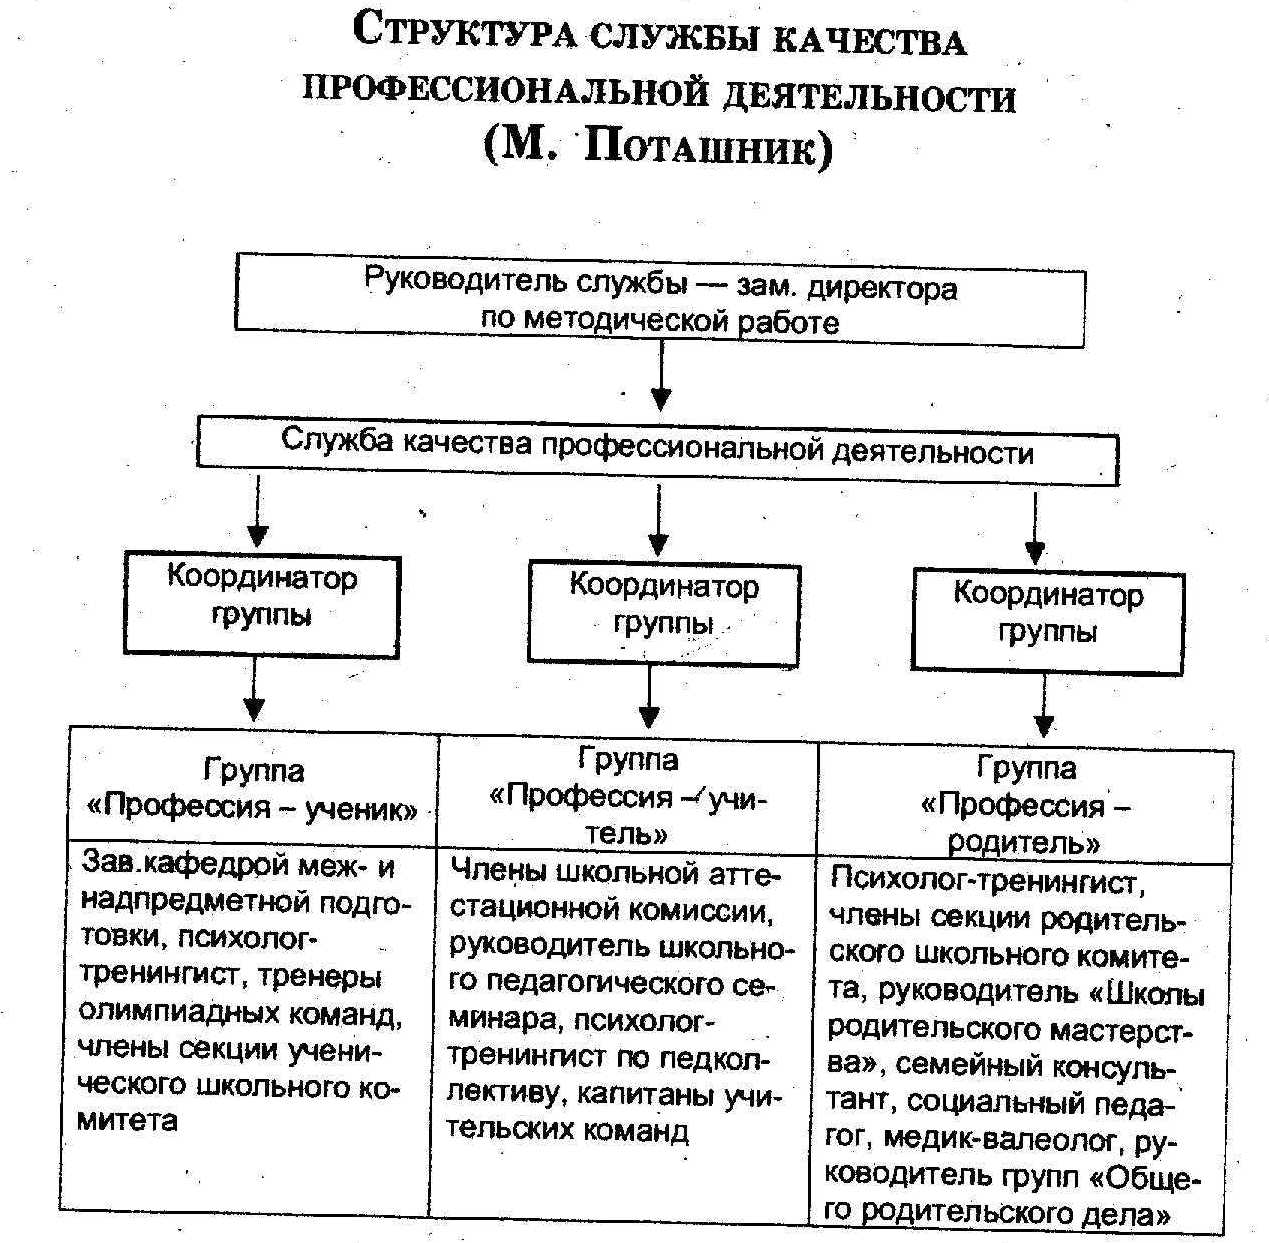 Структура службы качества
профессиональной деятельности
(М. Поташник)
Руководитель службы — зам. директора
по методической работе
Служба качества профессиональной деятельности
Координатор
группы
Координатор
группы
Координатор
группы
Группа
«Профессия – ученик»
Группа
«Профессия – учи-
тель»
Группа
«Профессия –
родитель»
Зав.кафедрой меж- и
надпредметной подго-
товки, психолог-
тренингист, тренеры
олимпиадных команд,
члены секции учени-
ческого школьного ко-
митета
Члены школьной атте-
стационной комиссии,
руководитель школьно-
го педагогического се-
минара, психолог-
тренингист по педкол-
лективу, капитаны учи-
тельских команд
Психолог-тренингист,
члены секции родитель-
ского школьного комите-
та, руководитель «Школы
родительского мастерст-
ва», семейный консуль-
тант, социальный педа-
гог, медик-валеолог, ру-
ководитель групп «Обще-
го родительского дела»